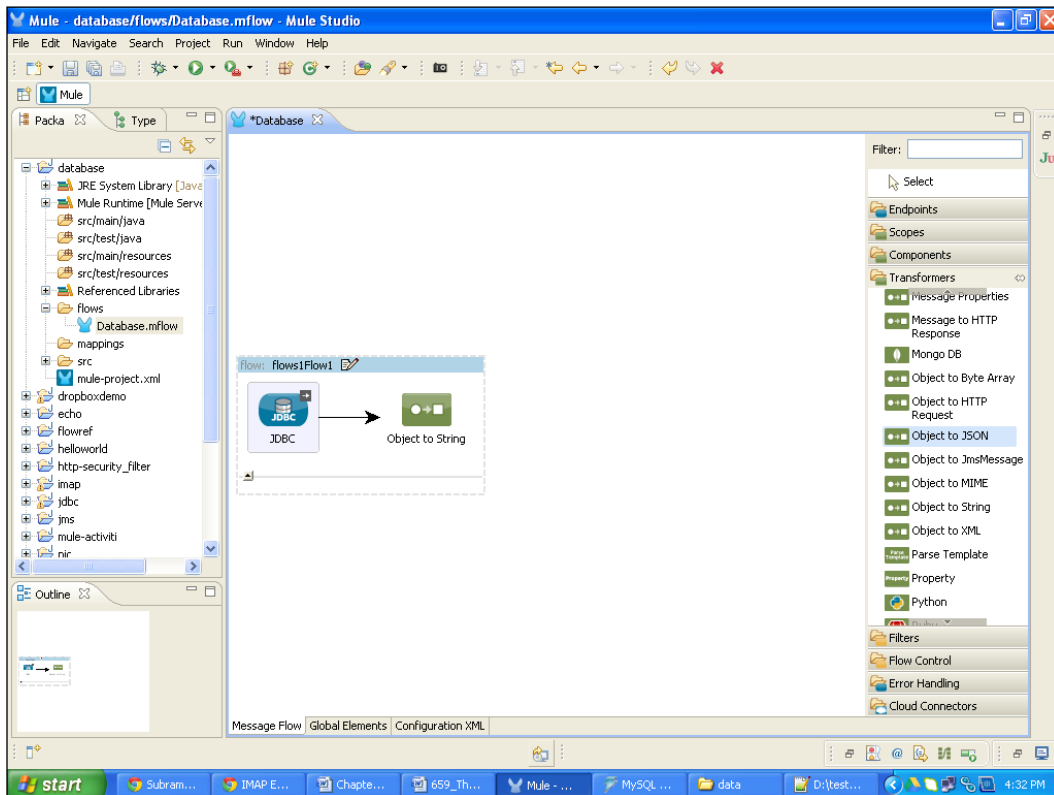 Mule - database/flows/Database.mflow - Mule Studio
File Edit Navigate Search Project Run Window Help
Mule
Packa
Type
*Database
database
JRE System Library [Java
Mule Runtime [Mule Serve
src/main/java
src/test/java
src/main/resources
src/test/resources
Referenced Libraries
flows
Database.mflow
mappings
src
mule-project.xml
dropboxdemo
echo
flowref
helloworld
http-security_filter
imap
jdbc
jms
mule-activiti
Outline
flow: flows1Flow1
JDBC
JDBC
Object to String
Message Flow Global Elements Configuration XML
Filter:
Ju
Select
Endpoints
Scopes
Components
Transformers
Message Properties
Message to HTTP
Response
Mongo DB
Object to Byte Array
Object to HTTP
Request
Object to JSON
Object to JmsMessage
Object to MIME
Object to String
Object to XML
Parse Template
Parse Template
Property
Property
Python
Ruby
Filters
Flow Control
Error Handling
Cloud Connectors
start
Subram...
IMAP E...
Chapte...
659_Th...
Mule - ...
MySQL ...
data
D:\test...
4:32 PM